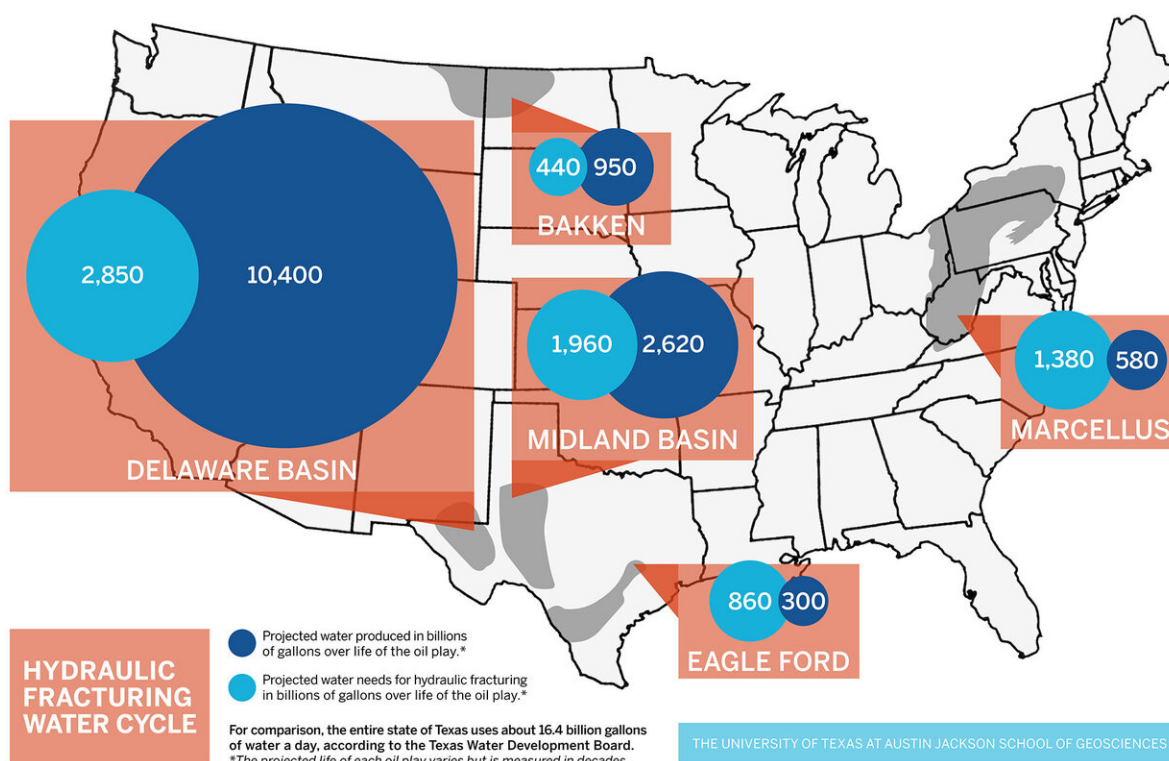 440 950
BAKKEN
2,850 10,400
DELAWARE BASIN
1,960 2,620
MIDLAND BASIN
1,380 580
MARCELLUS
860 300
EAGLE FORD
HYDRAULIC
FRACTURING
WATER CYCLE
Projected water produced in billions
of gallons over life of the oil play.*
Projected water needs for hydraulic fracturing
in billions of gallons over life of the oil play.*
For comparison, the entire state of Texas uses about 16.4 billion gallons
of water a day, according to the Texas Water Development Board.
*The projected life of each oil play varies but is measured in decades
THE UNIVERSITY OF TEXAS AT AUSTIN JACKSON SCHOOL OF GEOSCIENCES